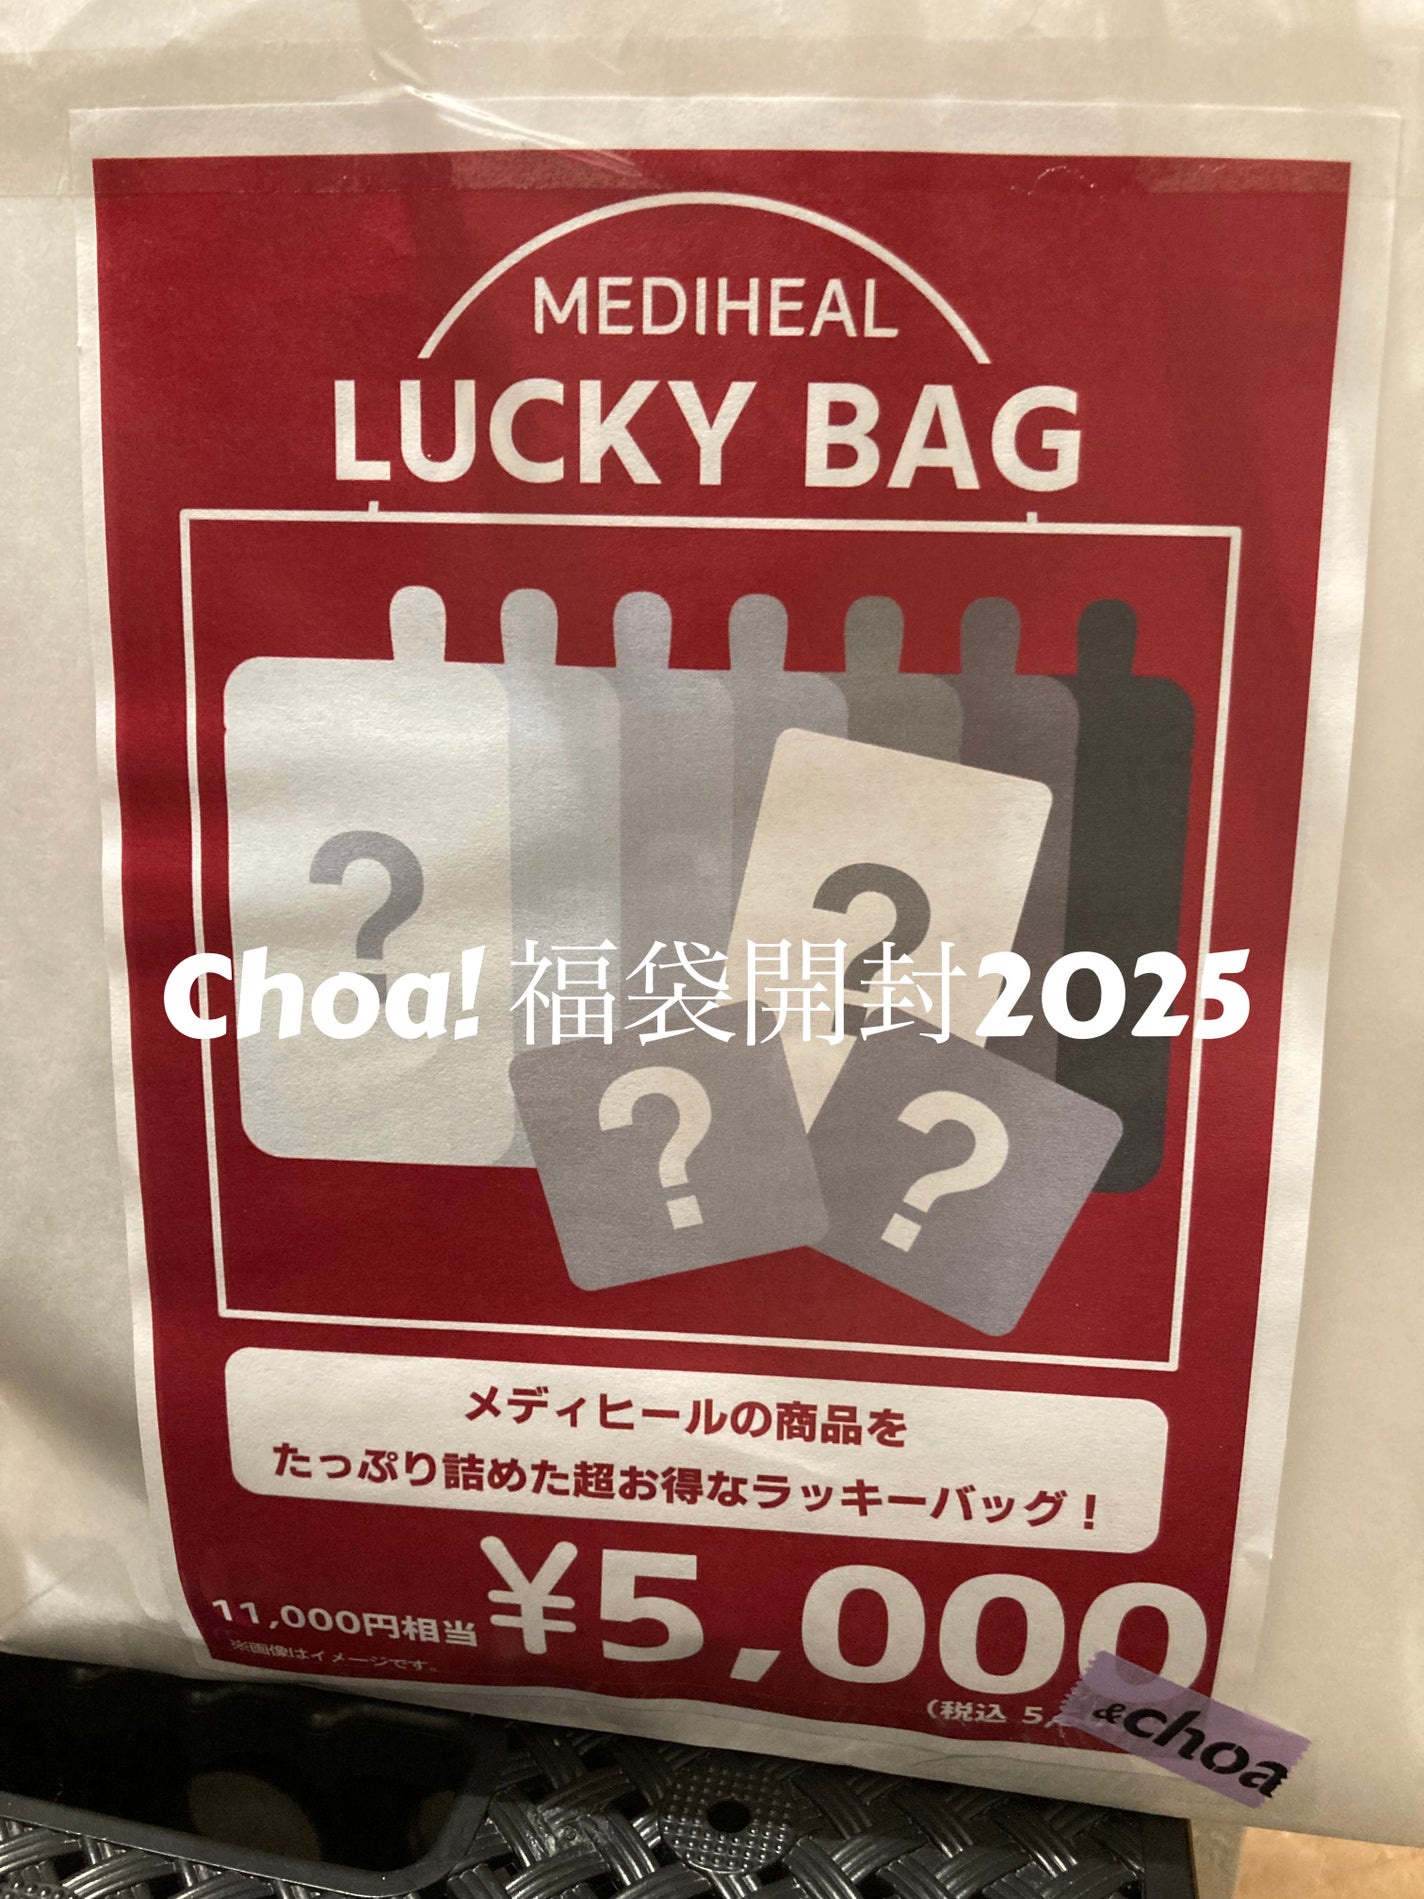 MEDIHEAL
LUCKY BAG
?
?
Choa! 福袋開封2025
?
?
メディヒールの商品を
たっぷり詰めた超お得なラッキーバッグ！
11,000円相当 ¥5,000
※画像はイメージです。
(税込 5,
&choa